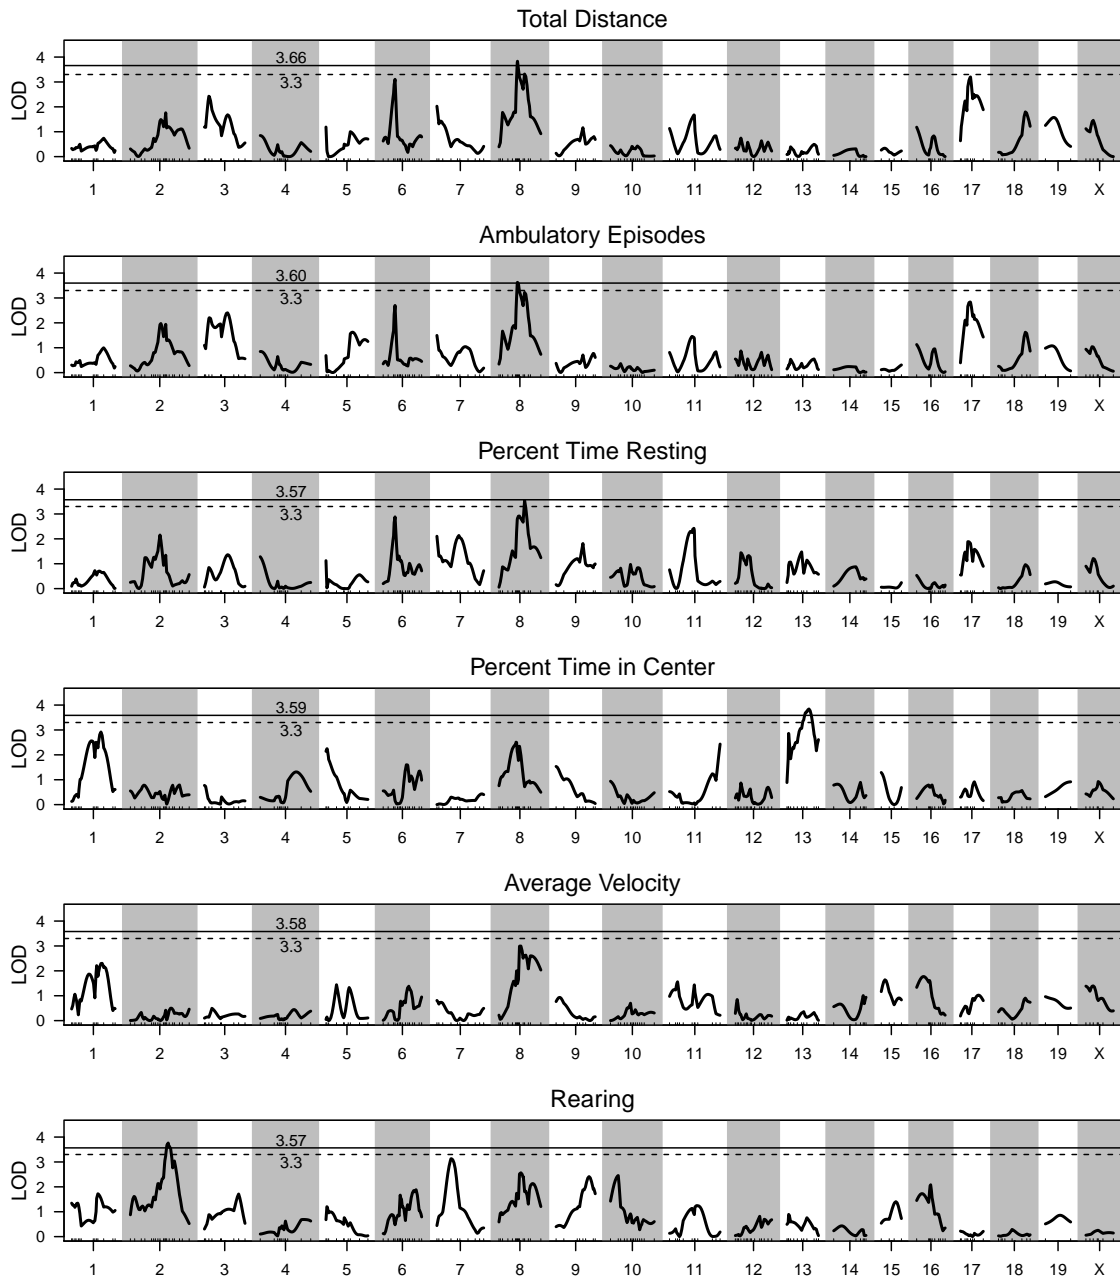 Total Distance
4
3
2
1
0
LOD
3.66
3.3
1 2 3 4 5 6 7 8 9 10 11 12 13 14 15 16 17 18 19 X
Ambulatory Episodes
4
3
2
1
0
LOD
3.60
3.3
1 2 3 4 5 6 7 8 9 10 11 12 13 14 15 16 17 18 19 X
Percent Time Resting
4
3
2
1
0
LOD
3.57
3.3
1 2 3 4 5 6 7 8 9 10 11 12 13 14 15 16 17 18 19 X
Percent Time in Center
4
3
2
1
0
LOD
3.59
3.3
1 2 3 4 5 6 7 8 9 10 11 12 13 14 15 16 17 18 19 X
Average Velocity
4
3
2
1
0
LOD
3.58
3.3
1 2 3 4 5 6 7 8 9 10 11 12 13 14 15 16 17 18 19 X
Rearing
4
3
2
1
0
LOD
3.57
3.3
1 2 3 4 5 6 7 8 9 10 11 12 13 14 15 16 17 18 19 X